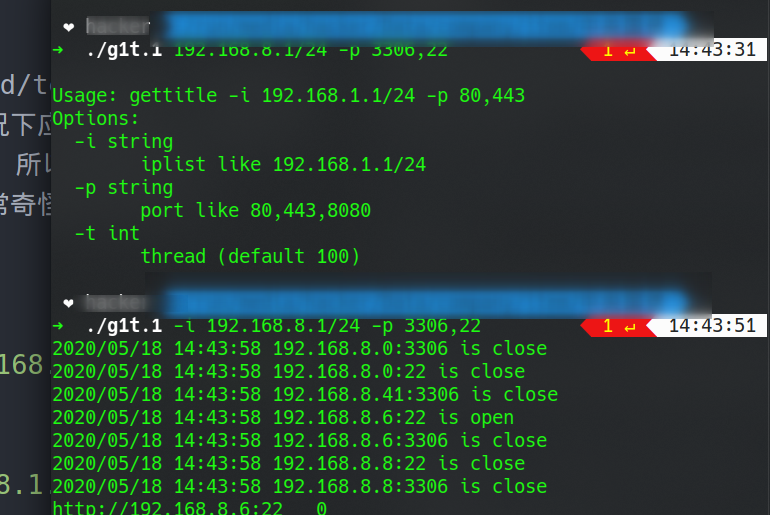 ❤ hacker
→ ./g1t.1 192.168.8.1/24 -p 3306,22 1 ↵ 14:43:31
Usage: gettitle -i 192.168.1.1/24 -p 80,443
Options:
-i string
iplist like 192.168.1.1/24
-p string
port like 80,443,8080
-t int
thread (default 100)
❤ hacker
→ ./g1t.1 -i 192.168.8.1/24 -p 3306,22 1 ↵ 14:43:51
2020/05/18 14:43:58 192.168.8.0:3306 is close
2020/05/18 14:43:58 192.168.8.0:22 is close
2020/05/18 14:43:58 192.168.8.41:3306 is close
2020/05/18 14:43:58 192.168.8.6:22 is open
2020/05/18 14:43:58 192.168.8.6:3306 is close
2020/05/18 14:43:58 192.168.8.8:22 is close
2020/05/18 14:43:58 192.168.8.8:3306 is close
http://192.168.8.6:22 0
d/t
况下应
所以
常奇怪
168.
8.1